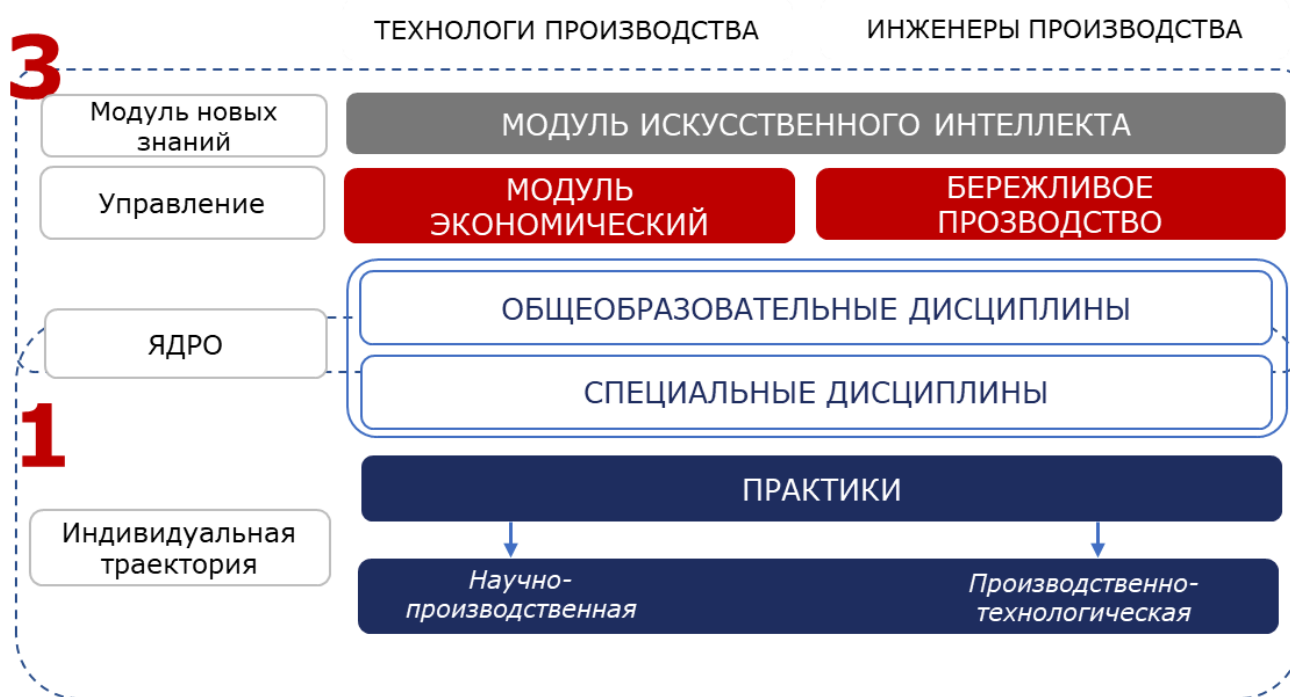 ТЕХНОЛОГИ ПРОИЗВОДСТВА
ИНЖЕНЕРЫ ПРОИЗВОДСТВА
3
Модуль новых
знаний
МОДУЛЬ ИСКУССТВЕННОГО ИНТЕЛЛЕКТА
Управление
МОДУЛЬ
ЭКОНОМИЧЕСКИЙ
БЕРЕЖЛИВОЕ
ПРОЗВОДСТВО
ЯДРО
ОБЩЕОБРАЗОВАТЕЛЬНЫЕ ДИСЦИПЛИНЫ
СПЕЦИАЛЬНЫЕ ДИСЦИПЛИНЫ
1
Индивидуальная
траектория
ПРАКТИКИ
Научно-
производственная
Производственно-
технологическая